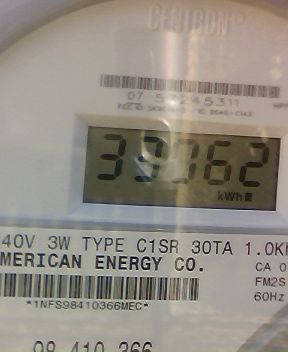 CENTRON
39362
kWh
40V 3W TYPE C1SR 30TA 1.0K
MERICAN ENERGY CO.
CA 0
FM2S
60Hz
*1NFS98410366MEC*
98 410 366